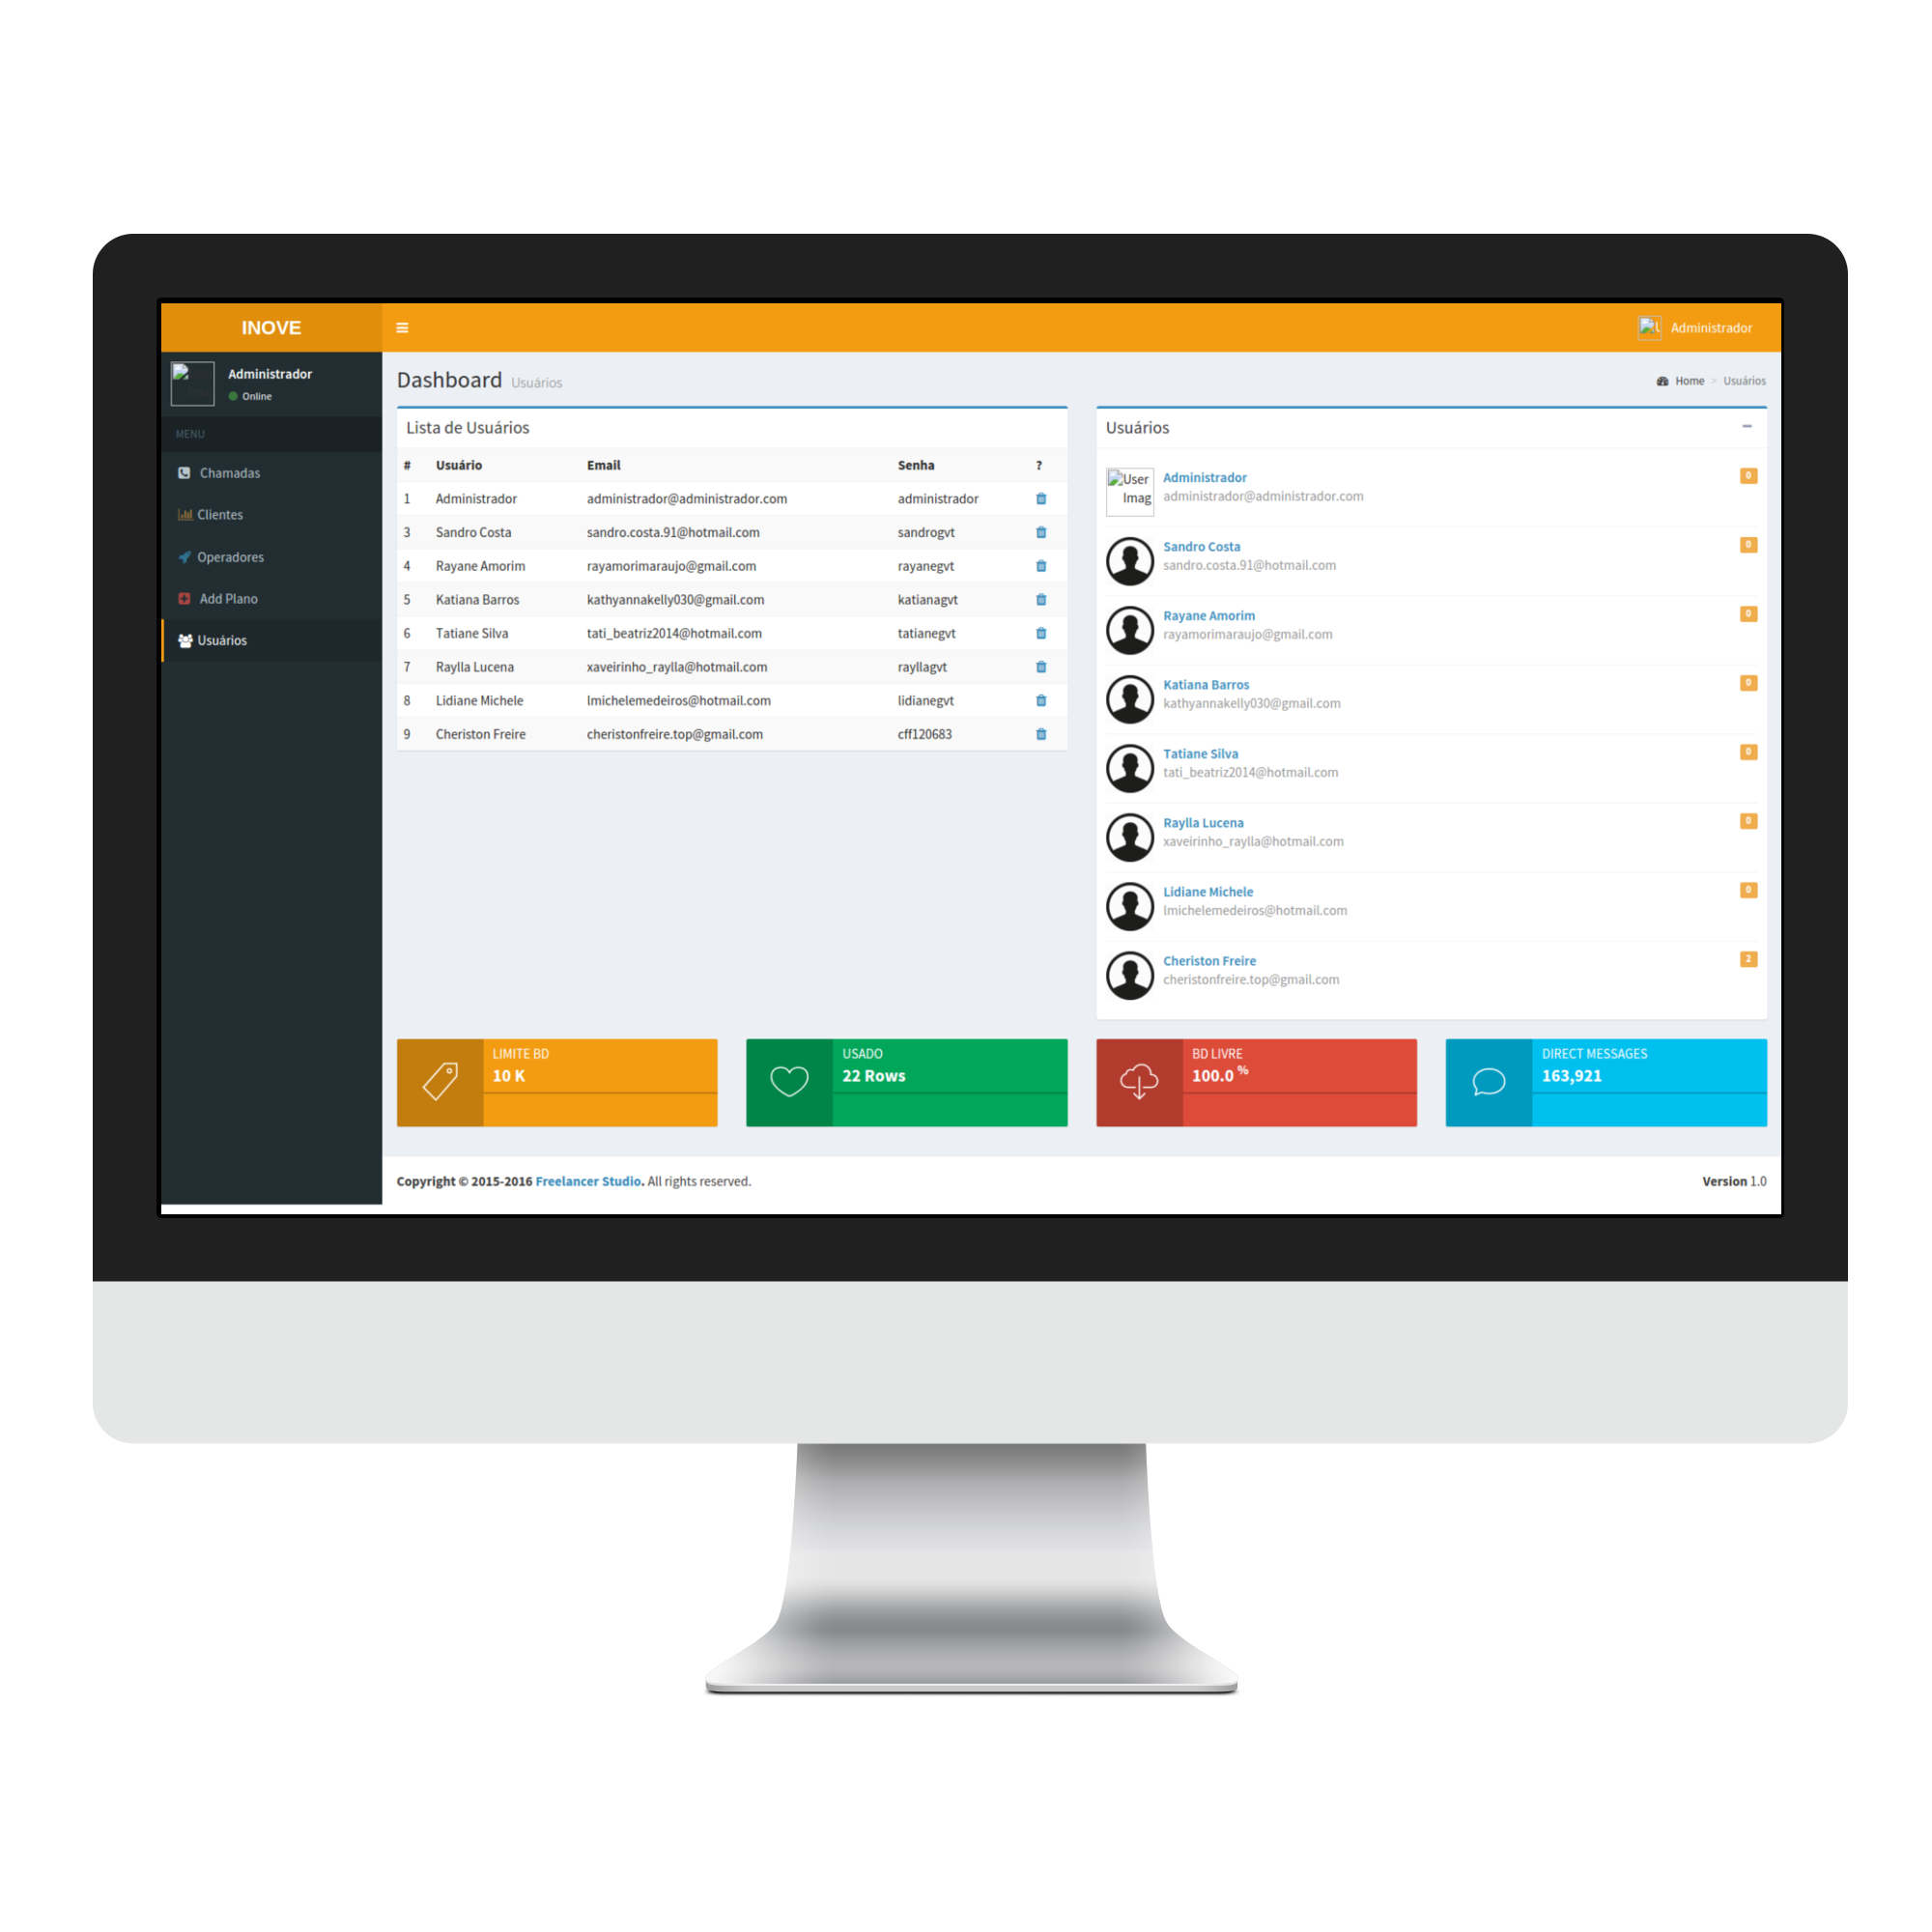 INOVE
Administrador
Administrador
Online
MENU
Chamadas
Clientes
Operadores
Add Plano
Usuários
Dashboard Usuários
Home > Usuários
Lista de Usuários
# Usuário Email Senha ?
1 Administrador administrador@administrador.com administrador
3 Sandro Costa sandro.costa.91@hotmail.com sandrogvt
4 Rayane Amorim rayamorimaraujo@gmail.com rayanegvt
5 Katiana Barros kathyannakelly030@gmail.com katianagvt
6 Tatiane Silva tati_beatriz2014@hotmail.com tatianegvt
7 Raylla Lucena xaveirinho_raylla@hotmail.com rayllagvt
8 Lidiane Michele lmichelemedeiros@hotmail.com lidianegvt
9 Cheriston Freire cheristonfreire.top@gmail.com cff120683
Usuários
User
Imag
Administrador 0
administrador@administrador.com
Sandro Costa 0
sandro.costa.91@hotmail.com
Rayane Amorim 0
rayamorimaraujo@gmail.com
Katiana Barros 0
kathyannakelly030@gmail.com
Tatiane Silva 0
tati_beatriz2014@hotmail.com
Raylla Lucena 0
xaveirinho_raylla@hotmail.com
Lidiane Michele 0
lmichelemedeiros@hotmail.com
Cheriston Freire 2
cheristonfreire.top@gmail.com
LIMITE BD
10 K
USADO
22 Rows
BD LIVRE
100.0 %
DIRECT MESSAGES
163,921
Copyright © 2015-2016 Freelancer Studio. All rights reserved.
Version 1.0